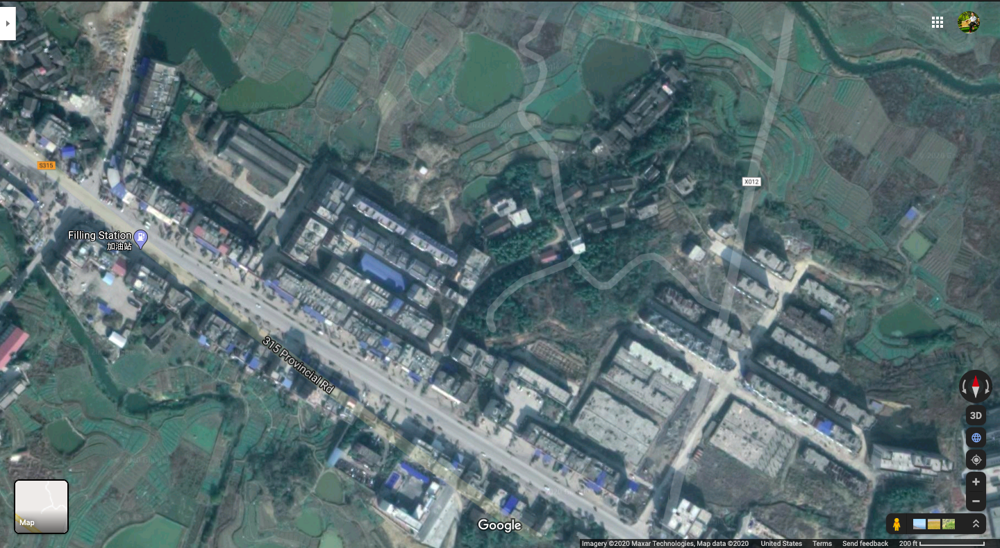 S315
X012
Filling Station
加油站
315 Provincial Rd
3D
Map
Google
Imagery ©2020 Maxar Technologies, Map data ©2020 United States Terms Send feedback 200 ft